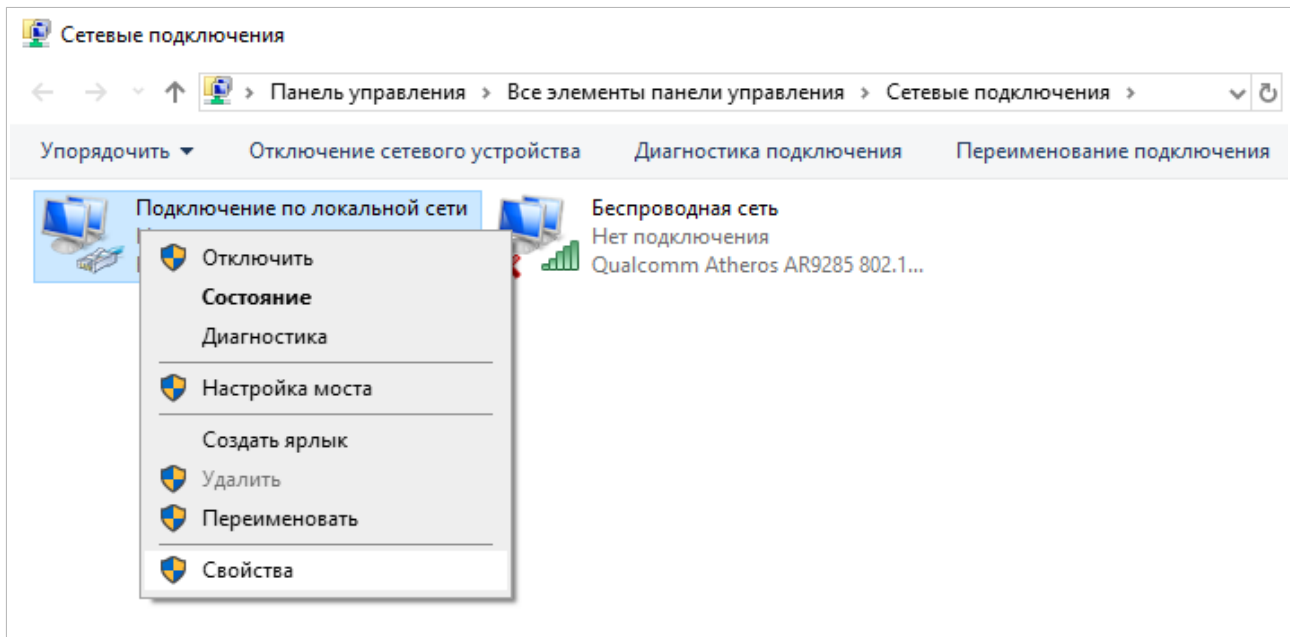 Сетевые подключения
Панель управления › Все элементы панели управления › Сетевые подключения ›
Упорядочить Отключение сетевого устройства Диагностика подключения Переименование подключения
Подключение по локальной сети
Беспроводная сеть
Нет подключения
Qualcomm Atheros AR9285 802.1...
Отключить
Состояние
Диагностика
Настройка моста
Создать ярлык
Удалить
Переименовать
Свойства